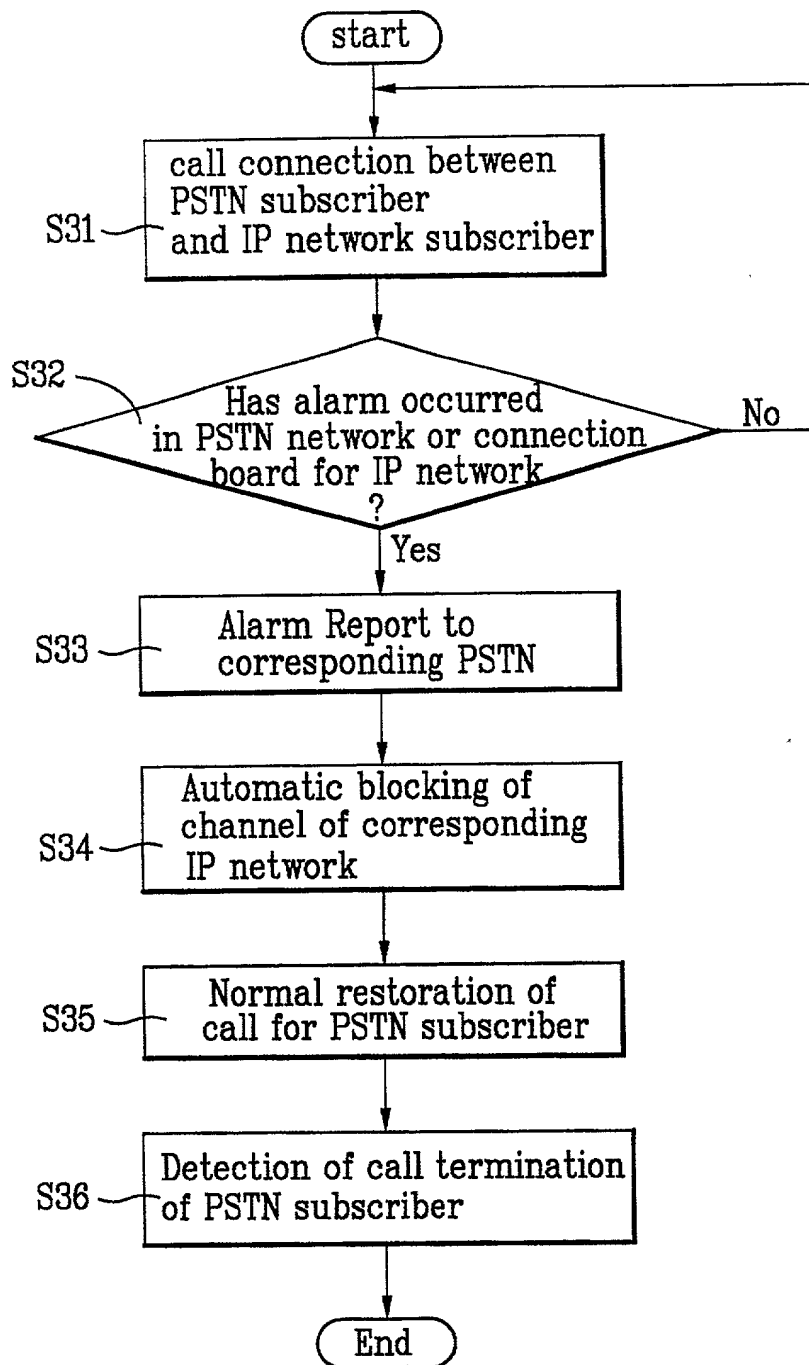 start
call connection between
PSTN subscriber
S31
and IP network subscriber
S32
Has alarm occurred
in PSTN network or connection
board for IP network
?
No
Yes
S33
Alarm Report to
corresponding PSTN
Automatic blocking of
channel of corresponding
S34
IP network
Normal restoration of
S35
call for PSTN subscriber
Detection of call termination
S36
of PSTN subscriber
End